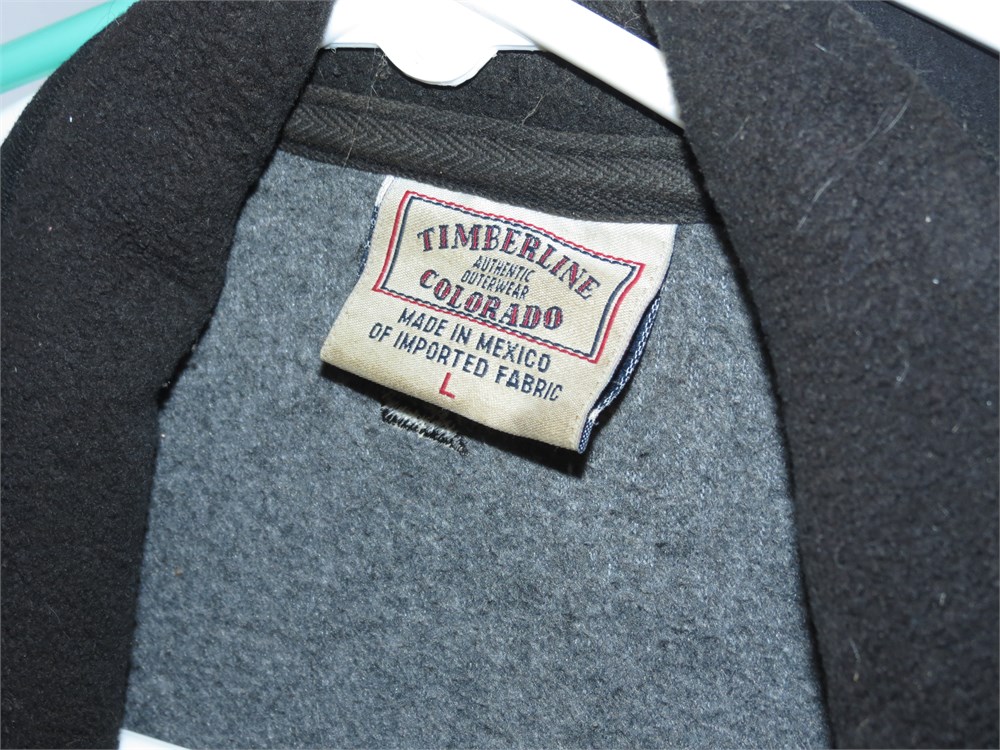 TIMBERLINE
AUTHENTIC
OUTERWEAR
COLORADO
MADE IN MEXICO
OF IMPORTED FABRIC
L